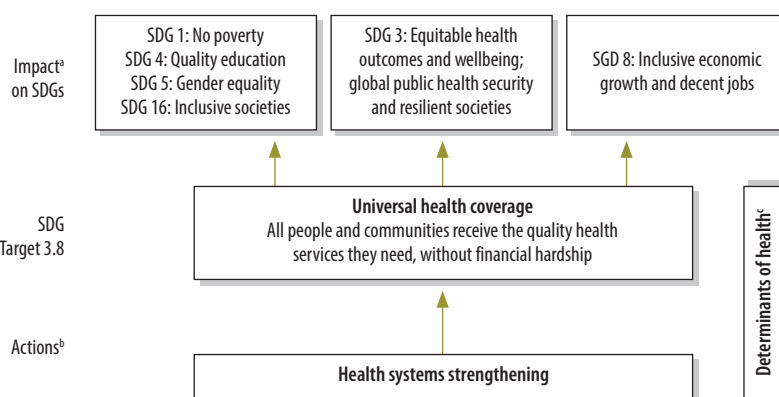 Impactᵃ
on SDGs
SDG 1: No poverty
SDG 4: Quality education
SDG 5: Gender equality
SDG 16: Inclusive societies
SDG 3: Equitable health
outcomes and wellbeing;
global public health security
and resilient societies
SGD 8: Inclusive economic
growth and decent jobs
SDG
Target 3.8
Universal health coverage
All people and communities receive the quality health
services they need, without financial hardship
Determinants of healthᶜ
Actionsᵇ
Health systems strengthening